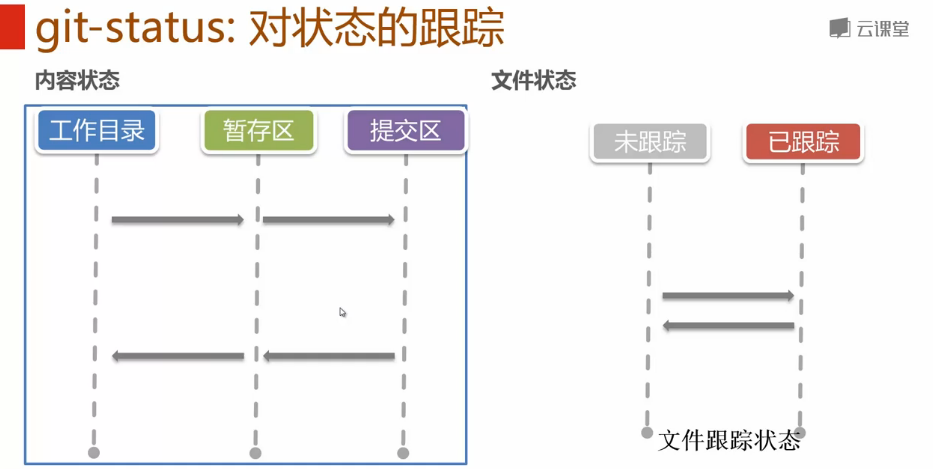 git-status: 对状态的跟踪
云课堂
内容状态
文件状态
工作目录
暂存区
提交区
未跟踪
已跟踪
文件跟踪状态